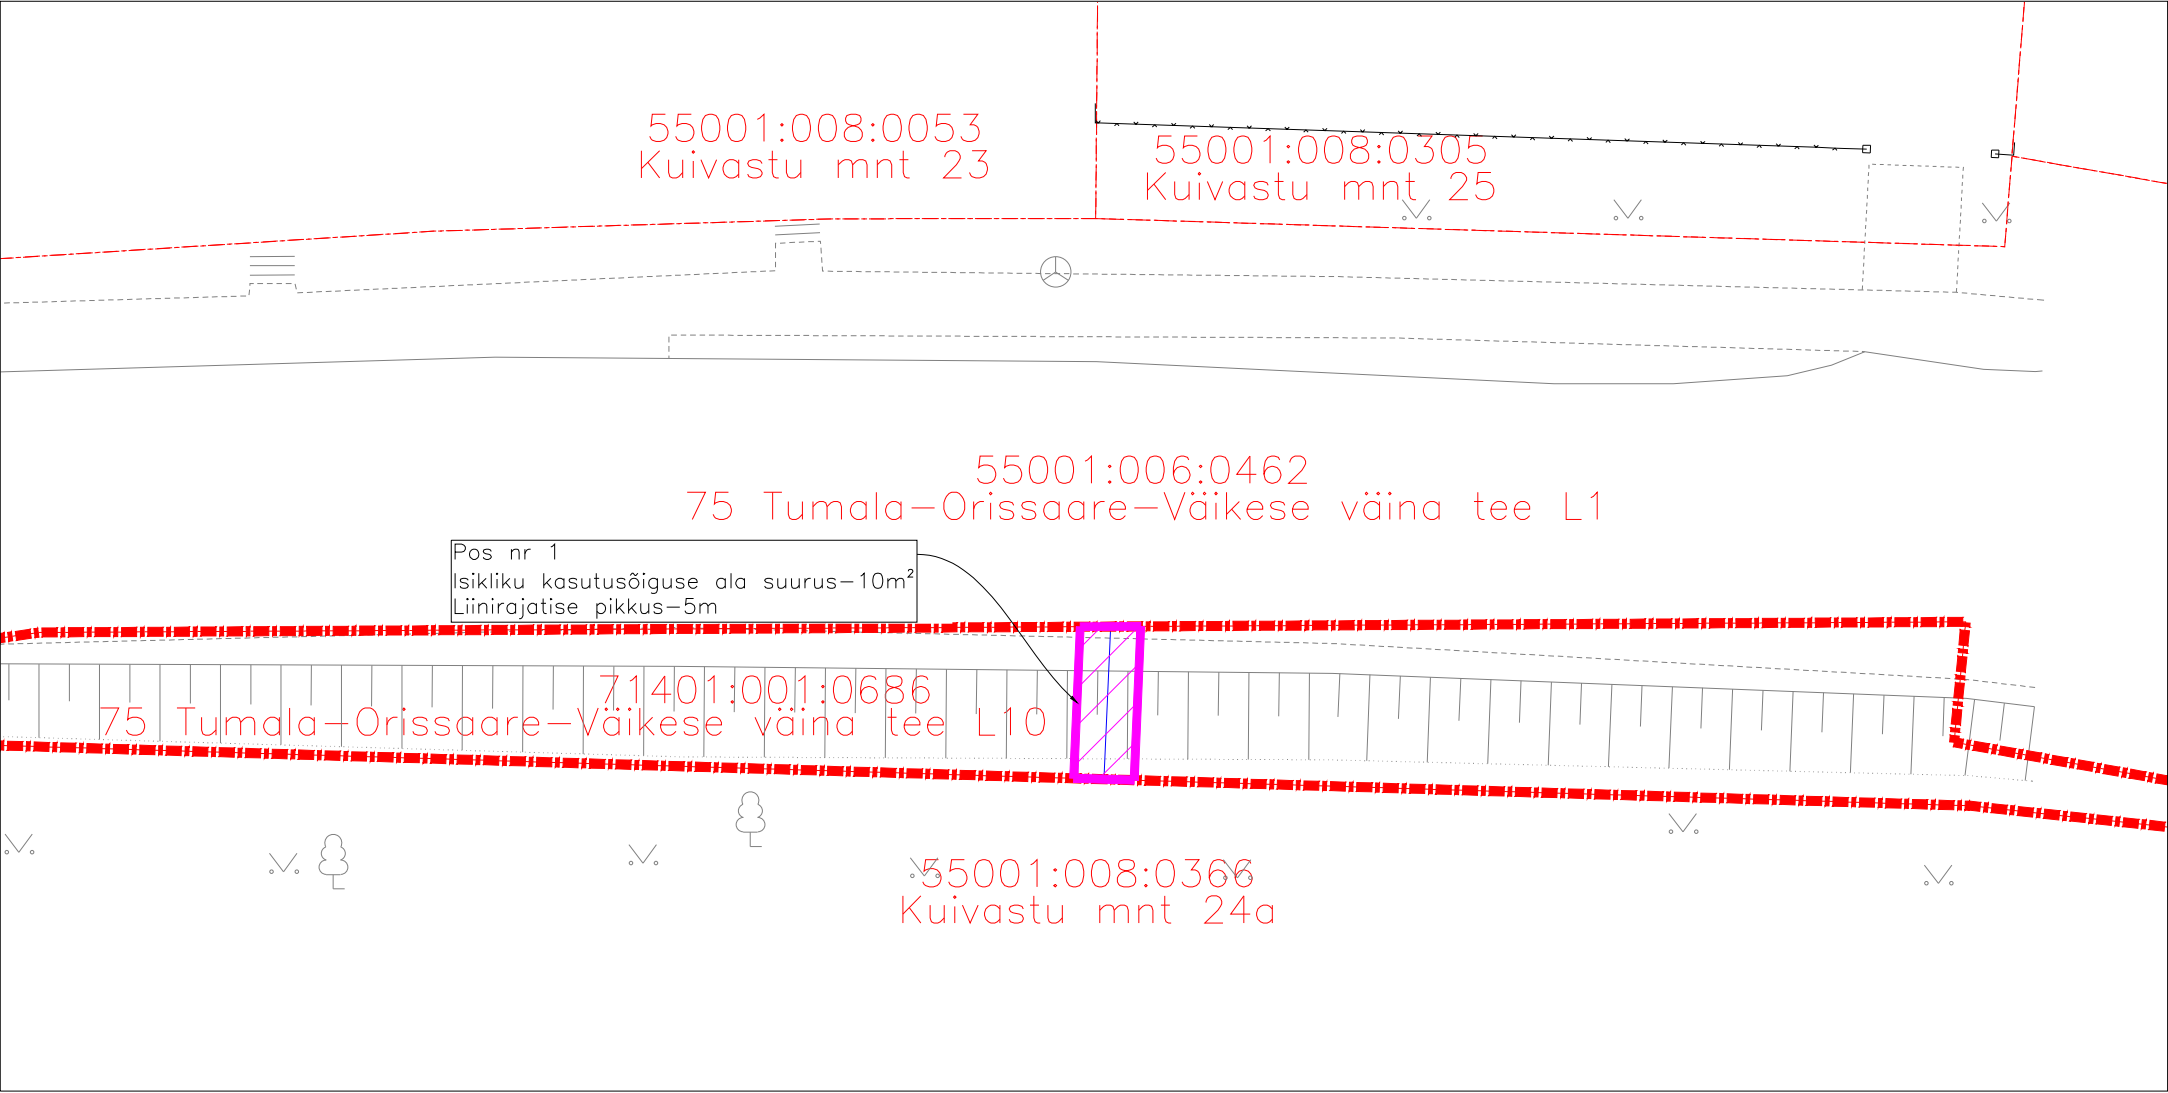 55001:008:0053
Kuivastu mnt 23
55001:008:0305
Kuivastu mnt 25
55001:006:0462
75 Tumala-Orissaare-Väikese väina tee L1
Pos nr 1
Isikliku kasutusõiguse ala suurus-10m²
Liinirajatise pikkus-5m
71401:001:0686
75 Tumala-Orissaare-Väikese väina tee L10
55001:008:0366
Kuivastu mnt 24a